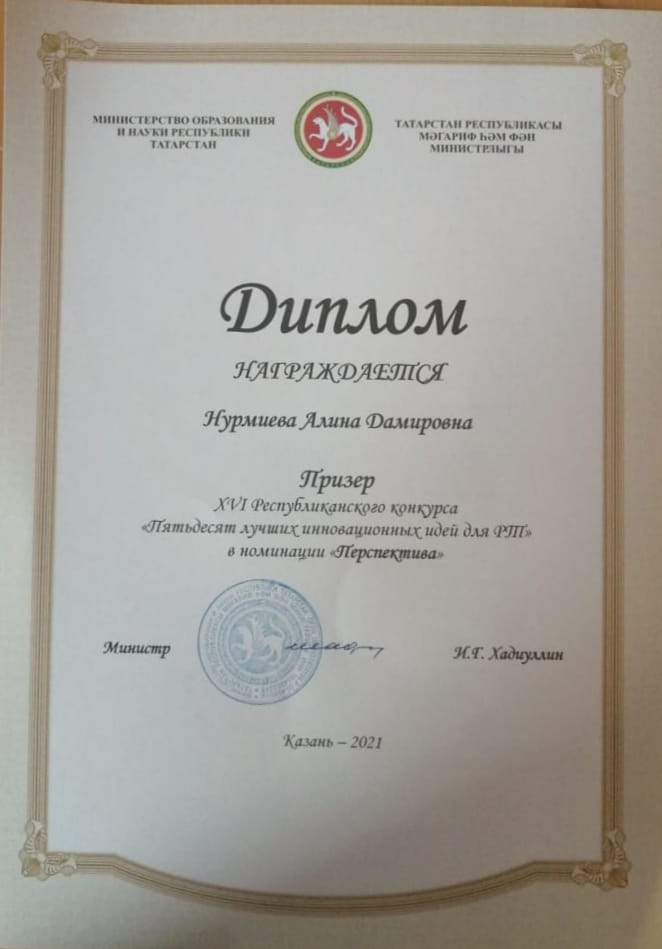 МИНИСТЕРСТВО ОБРАЗОВАНИЯ
И НАУКИ РЕСПУБЛИКИ
ТАТАРСТАН
ТАТАРСТАН РЕСПУБЛИКАСЫ
МӘГАРИФ ҺӘМ ФӘН
МИНИСТРЛЫГЫ
Диплом
НАГРАЖДАЕТСЯ
Нурмиева Алина Дамировна
Призер
XVI Республиканского конкурса
«Пятьдесят лучших инновационных идей для РТ»
в номинации «Перспектива»
Министр
И.Г. Хадиуллин
Казань – 2021